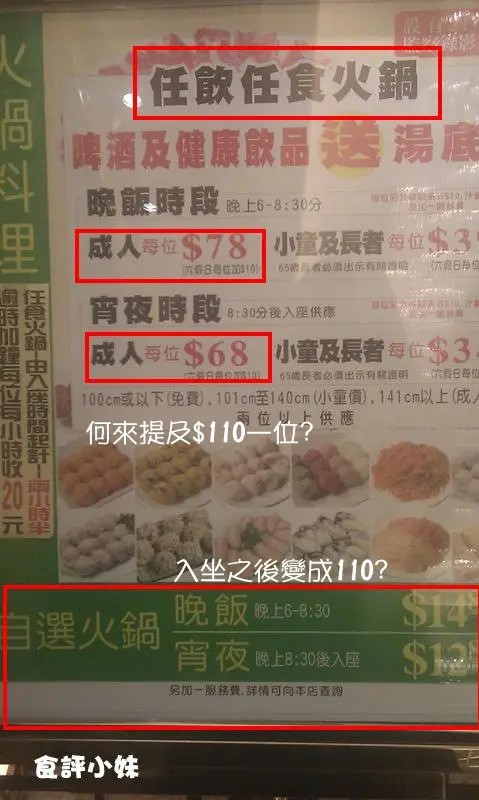 火鍋料理
任飲任食火鍋
啤酒及健康飲品 送 湯底
晚飯時段 晚上6-8:30分
成人每位$78 小童及長者 $3
(六假日每位加$10) 65歲長者必須出示有關證明 (六日每位
宵夜時段 8:30分後入座供應
成人每位$68 小童及長者 每位$3
(六假日每位加$10) 65歲長者必須出示有關證明 (六日每位
100cm或以下(免費),101cm至140cm(小童價),141cm以上(成人
兩位以上供應
任食火鍋-由入座時間起計-兩小時半
逾時加鐘每位每小時收20元
何來提及$110一位?
入坐之後變成110?
自選火鍋
晚飯 晚上6-8:30 $14
宵夜 晚上8:30後入座 $12
另加一服務費,詳情可向本店查詢
食評小妹